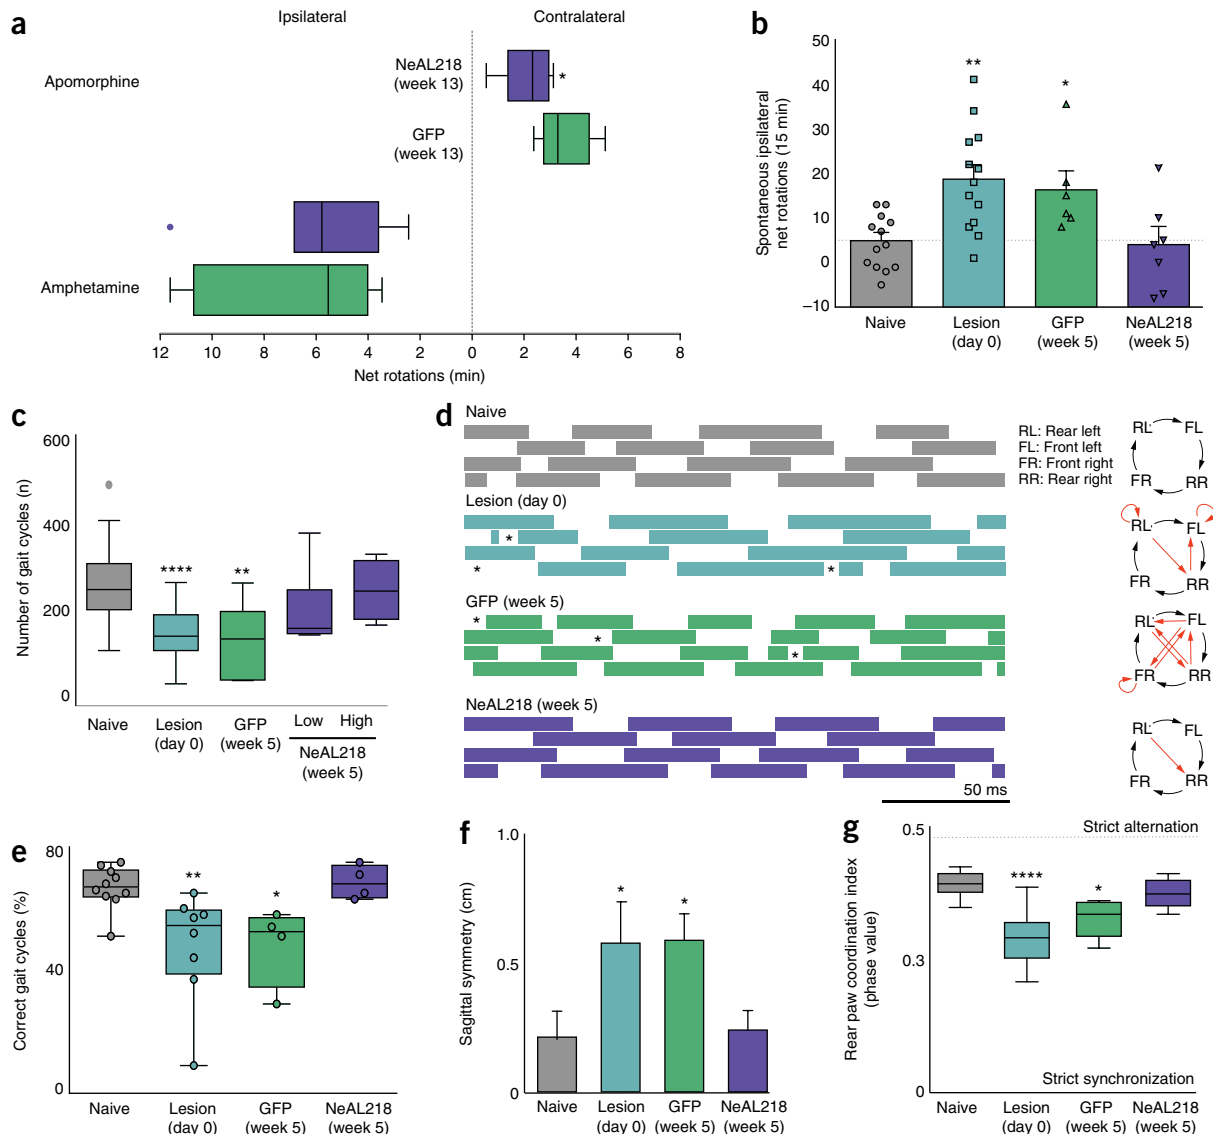 a
Ipsilateral
Contralateral
Apomorphine
NeAL218
(week 13)
*
GFP
(week 13)
Amphetamine
12 10 8 6 4 2 0 2 4 6 8
Net rotations (min)
b
Spontaneous ipsilateral
net rotations (15 min)
50
40
30
20
10
0
–10
**
*
Naive
Lesion
(day 0)
GFP
(week 5)
NeAL218
(week 5)
c
Number of gait cycles (n)
600
400
200
0
****
**
Naive
Lesion
(day 0)
GFP
(week 5)
Low High
NeAL218
(week 5)
d
Naive
RL: Rear left
FL: Front left
FR: Front right
RR: Rear right
RL FL
FR RR
Lesion (day 0)
*
* *
RL FL
FR RR
GFP (week 5)
*
*
*
RL FL
FR RR
NeAL218 (week 5)
RL FL
FR RR
50 ms
e
Correct gait cycles (%)
80
40
0
**
*
Naive
Lesion
(day 0)
GFP
(week 5)
NeAL218
(week 5)
f
Sagittal symmetry (cm)
1.0
0.5
0
*
*
Naive
Lesion
(day 0)
GFP
(week 5)
NeAL218
(week 5)
g
Rear paw coordination index
(phase value)
0.5
0.3
0
Strict alternation
****
*
Strict synchronization
Naive
Lesion
(day 0)
GFP
(week 5)
NeAL218
(week 5)